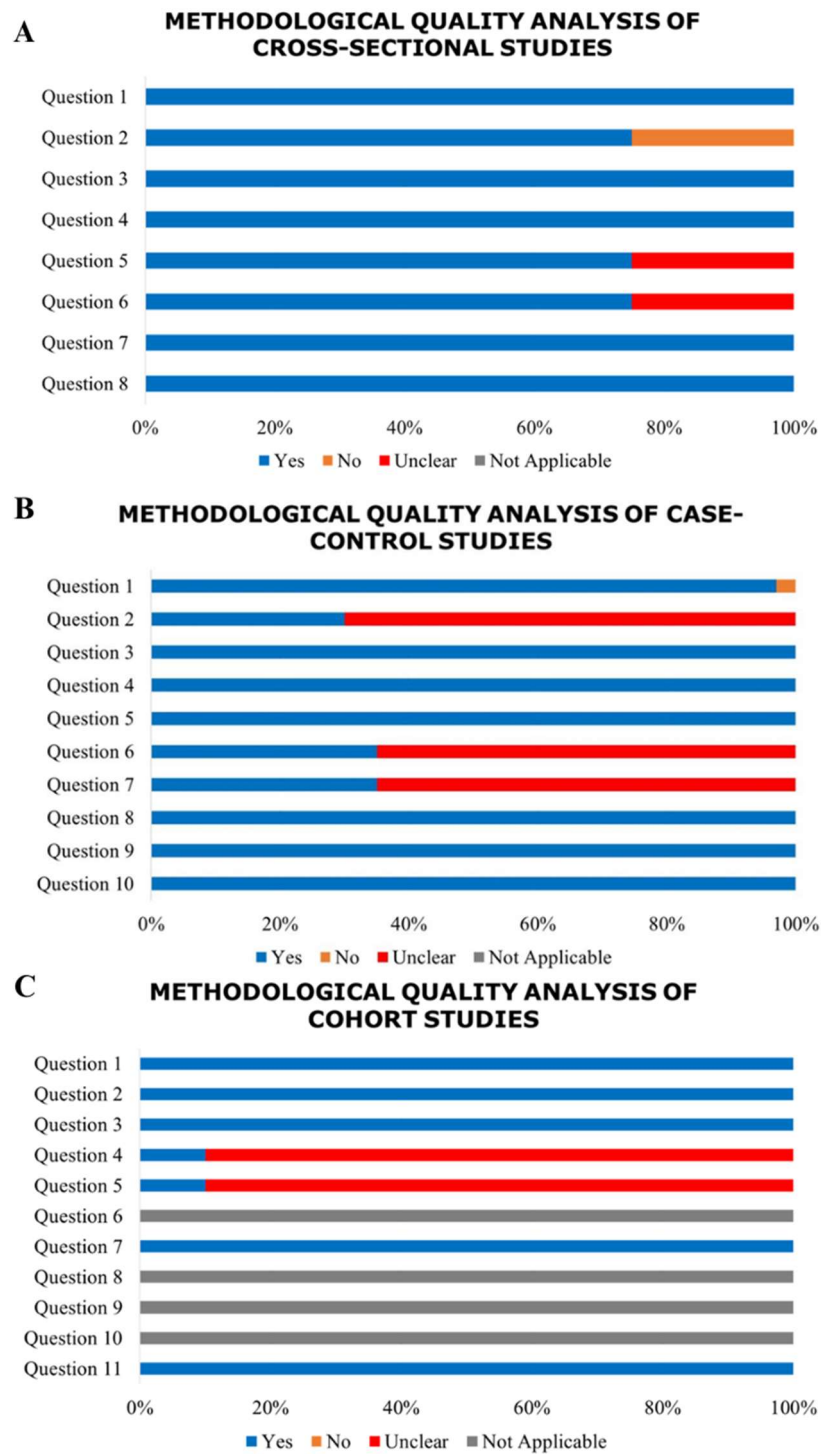 A
METHODOLOGICAL QUALITY ANALYSIS OF
CROSS-SECTIONAL STUDIES
Question 1
Question 2
Question 3
Question 4
Question 5
Question 6
Question 7
Question 8
0% 20% 40% 60% 80% 100%
Yes No Unclear Not Applicable
B
METHODOLOGICAL QUALITY ANALYSIS OF CASE-
CONTROL STUDIES
Question 1
Question 2
Question 3
Question 4
Question 5
Question 6
Question 7
Question 8
Question 9
Question 10
0% 20% 40% 60% 80% 100%
Yes No Unclear Not Applicable
C
METHODOLOGICAL QUALITY ANALYSIS OF
COHORT STUDIES
Question 1
Question 2
Question 3
Question 4
Question 5
Question 6
Question 7
Question 8
Question 9
Question 10
Question 11
0% 20% 40% 60% 80% 100%
Yes No Unclear Not Applicable